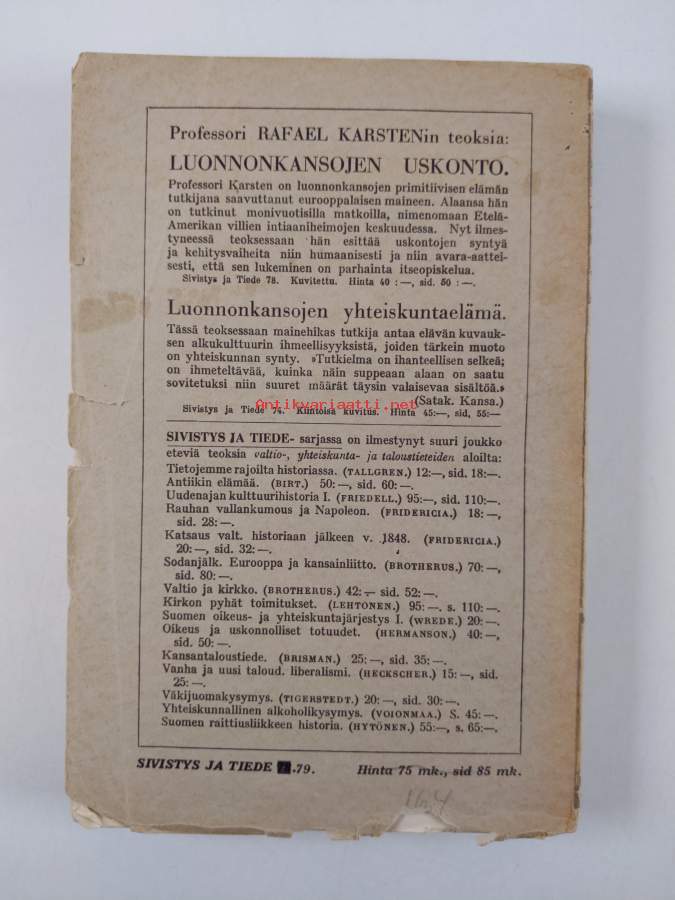 Professori RAFAEL KARSTENin teoksia:
LUONNONKANSOJEN USKONTO.
Professori Karsten on luonnonkansojen primitiivisen elämän
tutkijana saavuttanut eurooppalaisen maineen. Alaansa hän
on tutkinut monivuotisilla matkoilla, nimenomaan Etelä-
Amerikan villien intiaaniheimojen keskuudessa. Nyt ilmes-
tyneessä teoksessaan hän esittää uskontojen syntyä
ja kehitysvaiheita niin humaanisesti ja niin avara-aattei-
sesti, että sen lukeminen on parhainta itseopiskelua.
Sivistys ja Tiede 78. Kuvitettu. Hinta 40 :—, sid. 50 :—.
Luonnonkansojen yhteiskuntaelämä.
Tässä teoksessaan mainehikas tutkija antaa elävän kuvauk-
sen alkukulttuurin ihmeellisyyksistä, joiden tärkein muoto
on yhteiskunnan synty. »Tutkielma on ihanteellisen selkeä;
on ihmeteltävää, kuinka näin suppeaan alaan on saatu
sovitetuksi niin suuret määrät täysin valaisevaa sisältöä.»
(Satak. Kansa.)
Antikvariaatti.net
Sivistys ja Tiede 74. Kiintoisa kuvitus. Hinta 45:—, sid, 55:—
SIVISTYS JA TIEDE- sarjassa on ilmestynyt suuri joukko
eteviä teoksia valtio-, yhteiskunta- ja taloustieteiden aloilta:
Tietojemme rajoilta historiassa. (TALLGREN.) 12:—, sid. 18:—.
Antiikin elämää. (BIRT.) 50:—, sid. 60:—.
Uudenajan kulttuurihistoria I. (FRIEDELL.) 95:—, sid. 110:—.
Rauhan vallankumous ja Napoleon. (FRIDERICIA.) 18:—,
sid. 28:—.
Katsaus valt. historiaan jälkeen v. 1848. (FRIDERICIA.)
20:—, sid. 32:—.
Sodanjälk. Eurooppa ja kansainliitto. (BROTHERUS.) 70:—,
sid. 80:—.
Valtio ja kirkko. (BROTHERUS.) 42:— sid. 52:—.
Kirkon pyhät toimitukset. (LEHTONEN.) 95:—. s. 110:—.
Suomen oikeus- ja yhteiskuntajärjestys I. (WREDE.) 20:—.
Oikeus ja uskonnolliset totuudet. (HERMANSON.) 40:—,
sid. 50:—.
Kansantaloustiede. (BRISMAN.) 25:—, sid. 35:—.
Vanha ja uusi taloud. liberalismi. (HECKSCHER.) 15:—, sid.
25:—.
Väkijuomakysymys. (TIGERSTEDT.) 20:—, sid. 30:—.
Yhteiskunnallinen alkoholikysymys. (VOIONMAA.) S. 45:—.
Suomen raittiusliikkeen historia. (HYTÖNEN.) 55:—, s. 65:—.
SIVISTYS JA TIEDE .79. Hinta 75 mk., sid 85 mk.